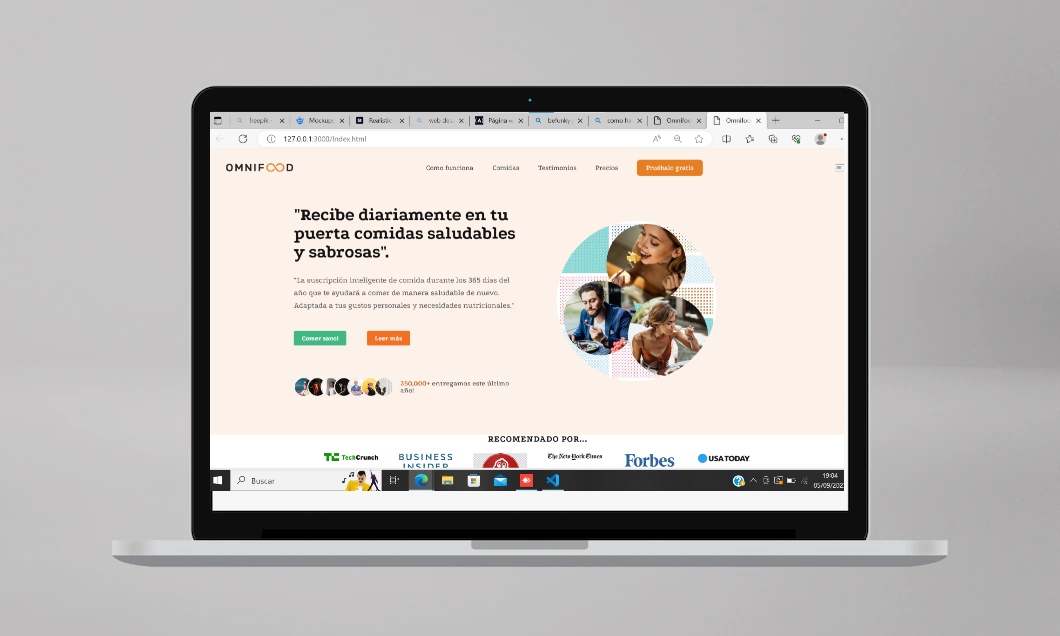 freepik
Mockup
Realistic
web des
Página w
befunky
como h
Omnifoo
Omnifoo
127.0.0.1:3000/Index.html
OMNIFOOD
Como funciona
Comidas
Testimonios
Precios
Pruébalo gratis
"Recibe diariamente en tu
puerta comidas saludables
y sabrosas".
"La suscripción inteligente de comida durante los 365 días del
año que te ayudará a comer de manera saludable de nuevo.
Adaptada a tus gustos personales y necesidades nutricionales."
Comer sano!
Leer más
250,000+ entregamos este último
año!
RECOMENDADO POR...
TechCrunch
BUSINESS
INSIDER
The New York Times
Forbes
USA TODAY
Buscar
19:04
05/09/202